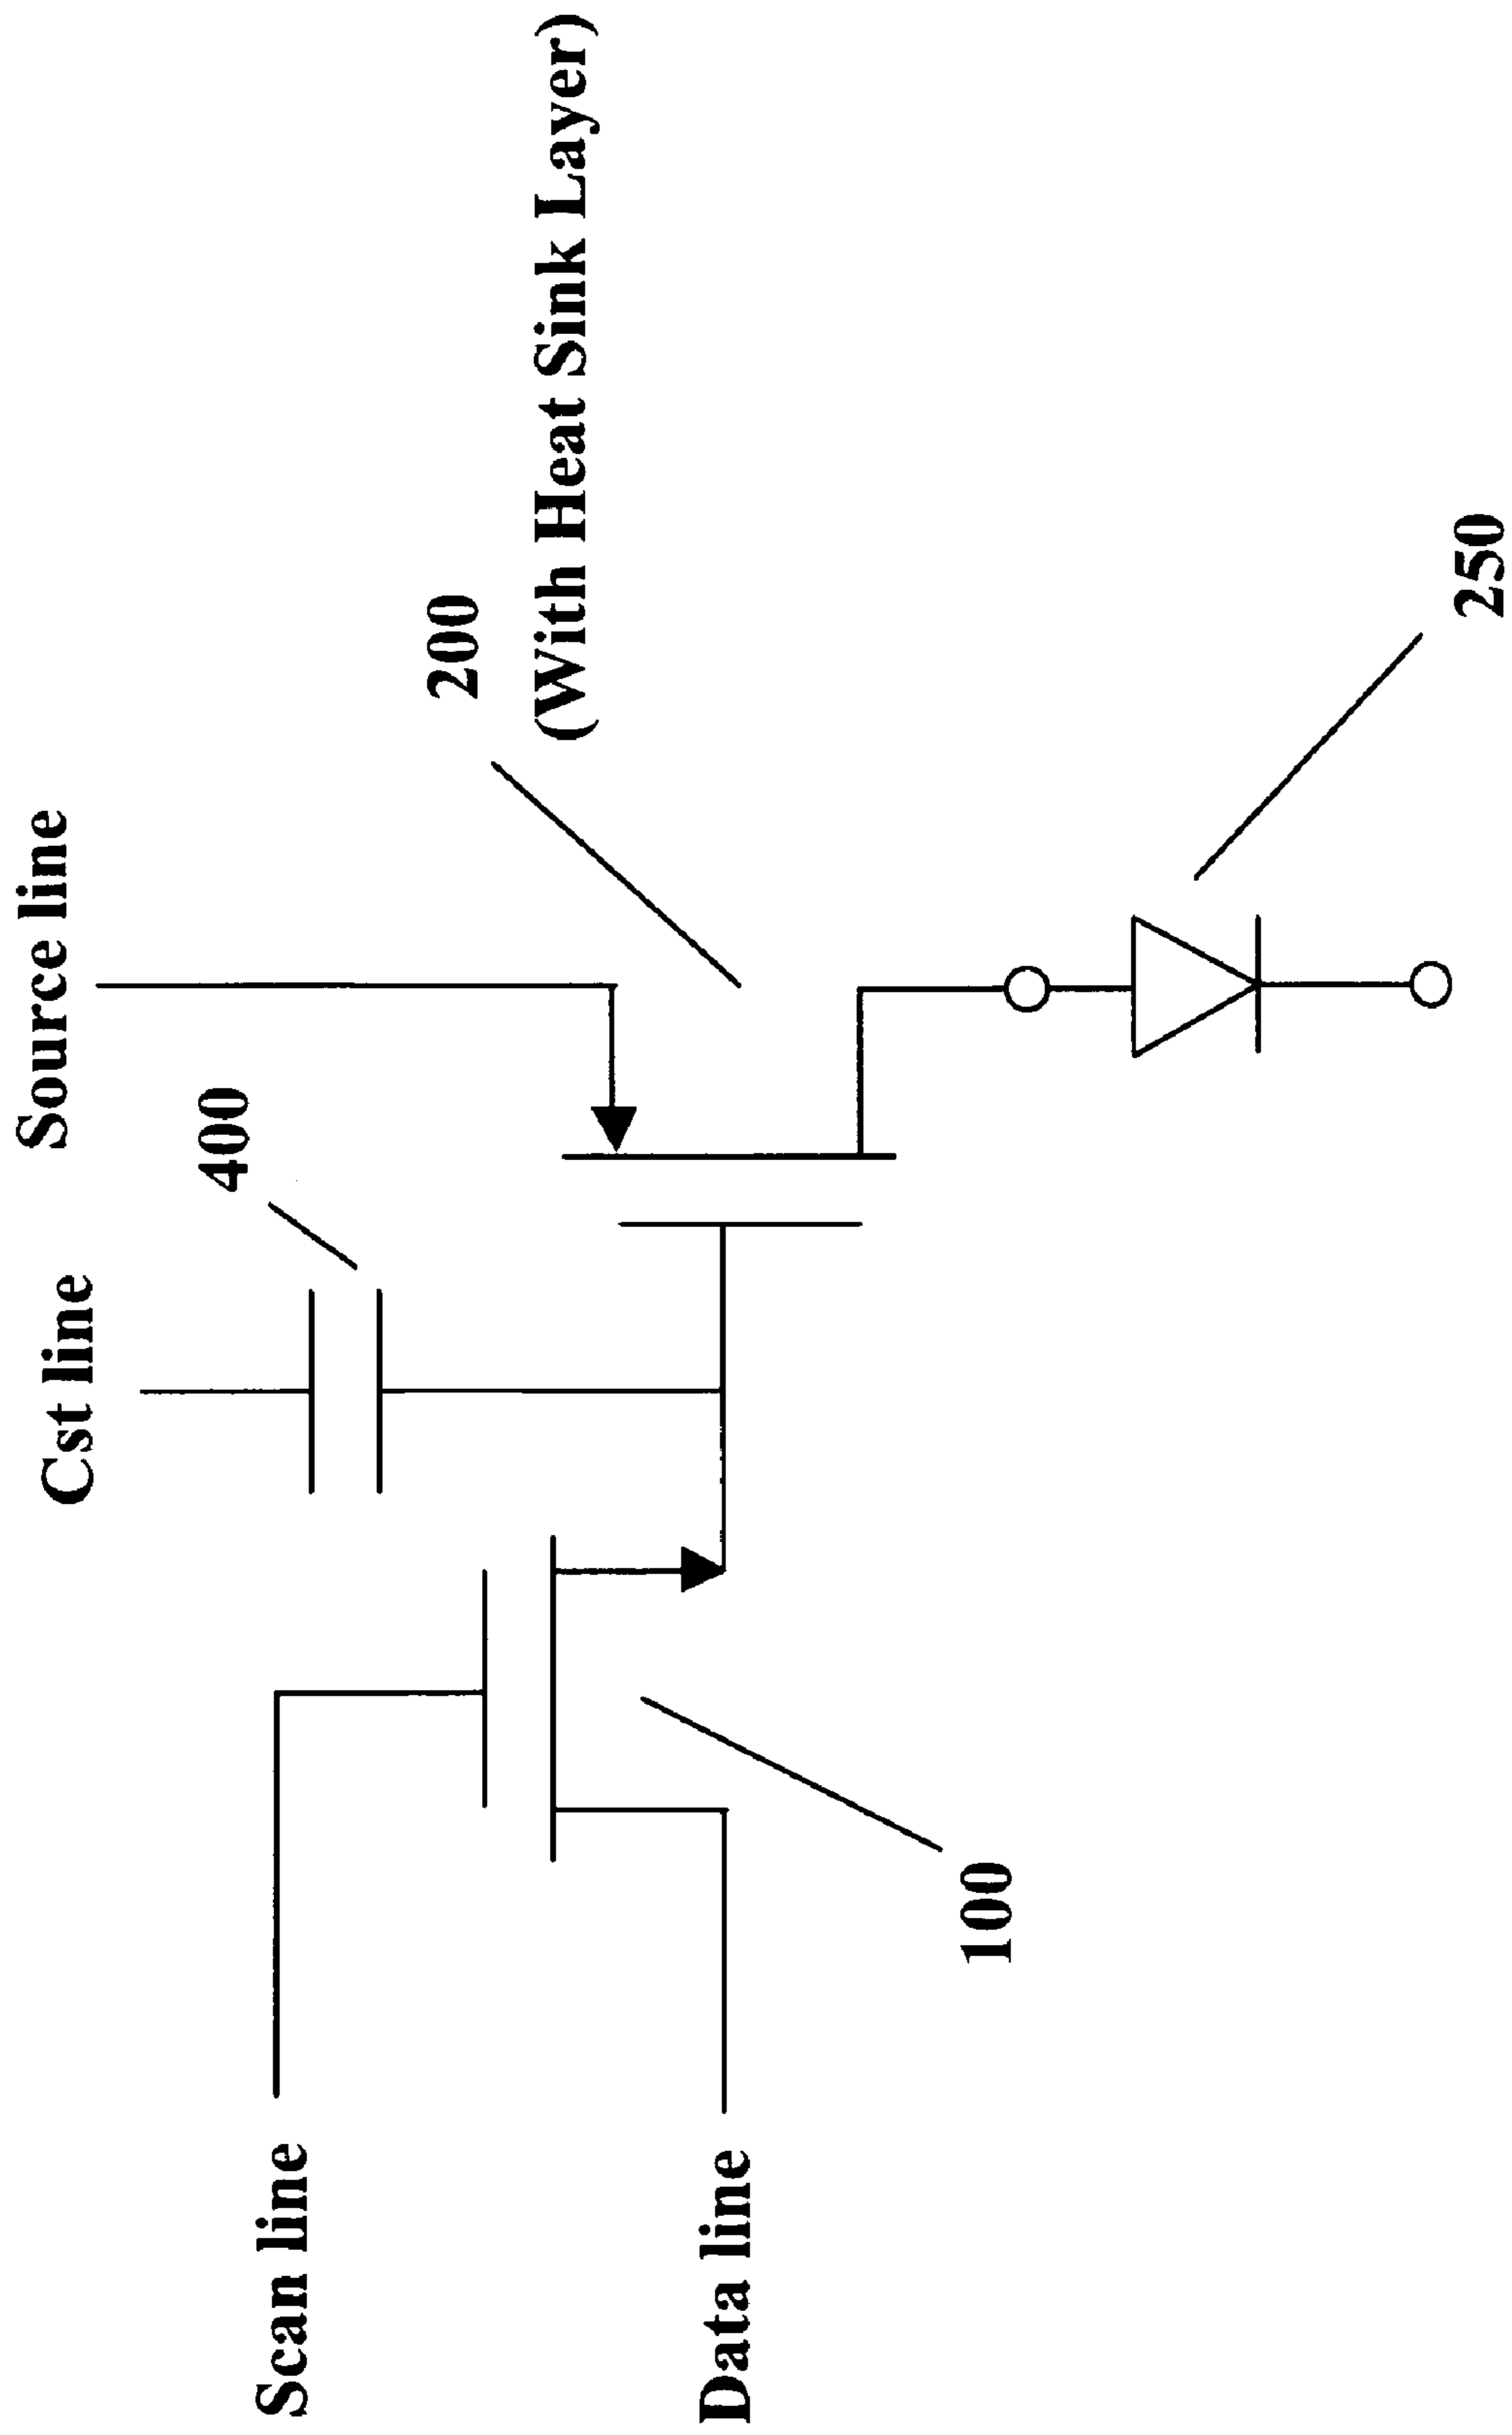 Source line
Cst line
400
200
(With Heat Sink Layer)
Scan line
Data line
100
250